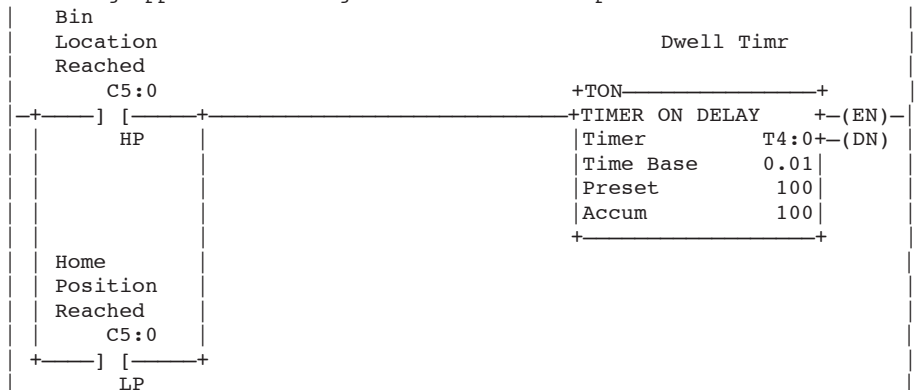 Bin
Location Dwell Timr
Reached
C5:0 +TON————————————————+
—+————] [—————+———————————————————————————+TIMER ON DELAY +—(EN)—
HP Timer T4:0+—(DN)
Time Base 0.01
Preset 100
Accum 100
+——————————————————+
Home
Position
Reached
C5:0
+————] [—————+
LP